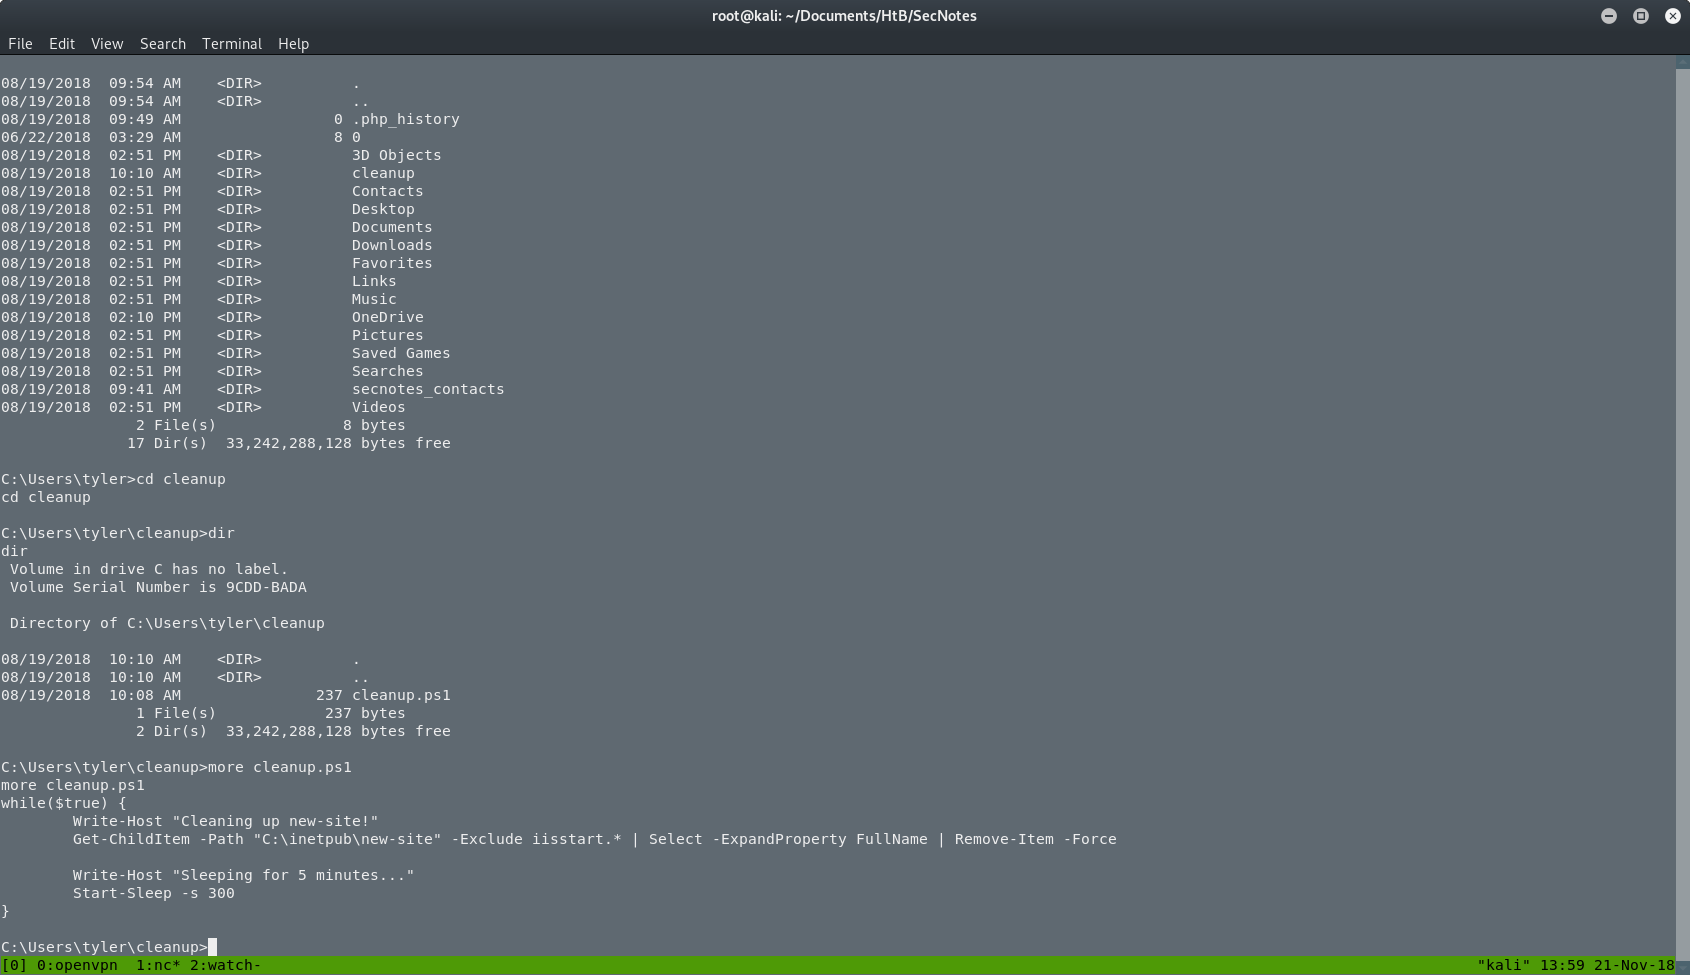 root@kali: ~/Documents/HtB/SecNotes
File Edit View Search Terminal Help
08/19/2018  09:54 AM    <DIR>          .
08/19/2018  09:54 AM    <DIR>          ..
08/19/2018  09:49 AM                 0 .php_history
06/22/2018  03:29 AM                 8 0
08/19/2018  02:51 PM    <DIR>          3D Objects
08/19/2018  10:10 AM    <DIR>          cleanup
08/19/2018  02:51 PM    <DIR>          Contacts
08/19/2018  02:51 PM    <DIR>          Desktop
08/19/2018  02:51 PM    <DIR>          Documents
08/19/2018  02:51 PM    <DIR>          Downloads
08/19/2018  02:51 PM    <DIR>          Favorites
08/19/2018  02:51 PM    <DIR>          Links
08/19/2018  02:51 PM    <DIR>          Music
08/19/2018  02:10 PM    <DIR>          OneDrive
08/19/2018  02:51 PM    <DIR>          Pictures
08/19/2018  02:51 PM    <DIR>          Saved Games
08/19/2018  02:51 PM    <DIR>          Searches
08/19/2018  09:41 AM    <DIR>          secnotes_contacts
08/19/2018  02:51 PM    <DIR>          Videos
               2 File(s)              8 bytes
              17 Dir(s)  33,242,288,128 bytes free
C:\Users\tyler>cd cleanup
cd cleanup
C:\Users\tyler\cleanup>dir
dir
 Volume in drive C has no label.
 Volume Serial Number is 9CDD-BADA
 Directory of C:\Users\tyler\cleanup
08/19/2018  10:10 AM    <DIR>          .
08/19/2018  10:10 AM    <DIR>          ..
08/19/2018  10:08 AM               237 cleanup.ps1
               1 File(s)            237 bytes
               2 Dir(s)  33,242,288,128 bytes free
C:\Users\tyler\cleanup>more cleanup.ps1
more cleanup.ps1
while($true) {
        Write-Host "Cleaning up new-site!"
        Get-ChildItem -Path "C:\inetpub\new-site" -Exclude iisstart.* | Select -ExpandProperty FullName | Remove-Item -Force
        Write-Host "Sleeping for 5 minutes..."
        Start-Sleep -s 300
}
C:\Users\tyler\cleanup>
[0] 0:openvpn  1:nc* 2:watch- "kali" 13:59 21-Nov-18